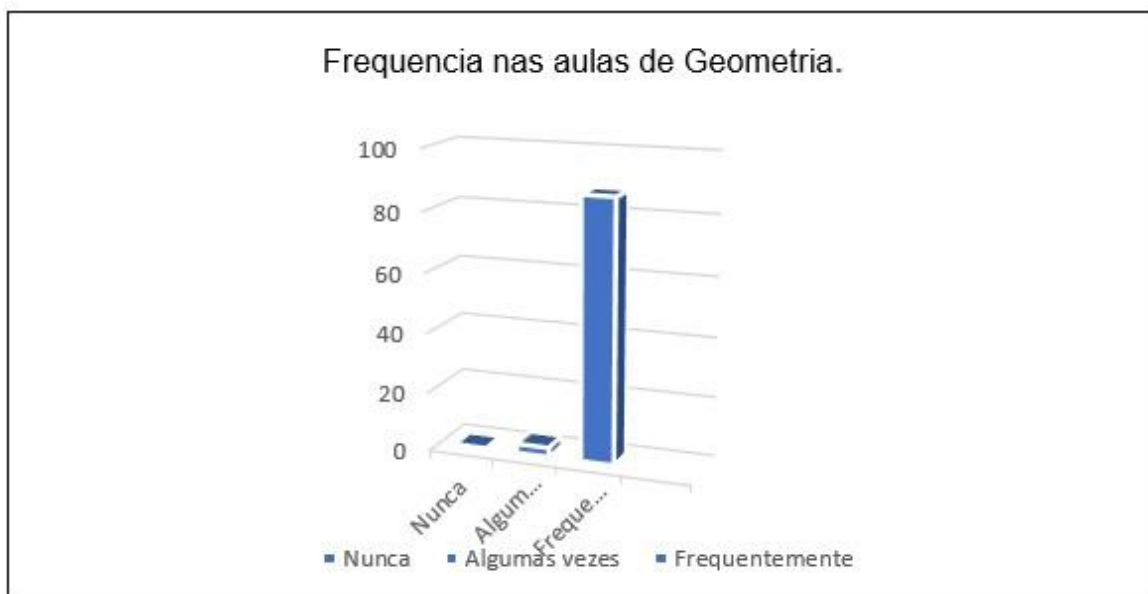 Frequencia nas aulas de Geometria.
100
80
60
40
20
0
Nunca
Algum...
Freque...
Nunca Algumas vezes Frequentemente